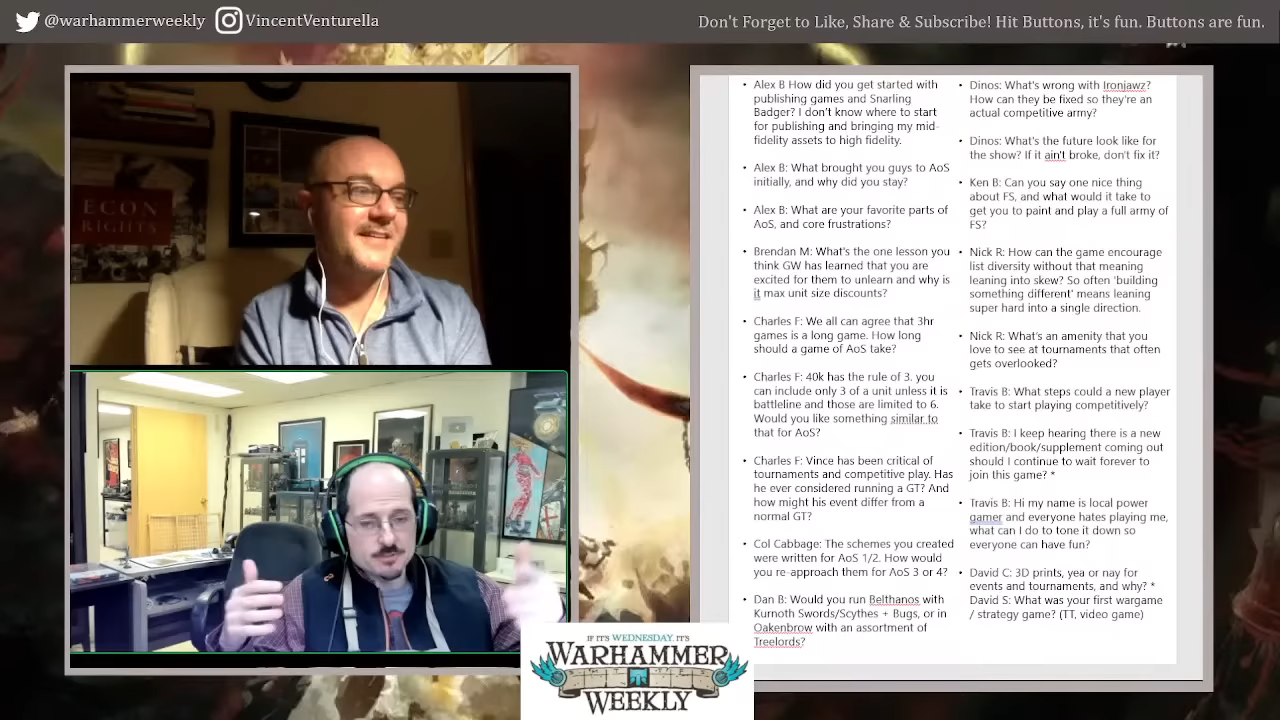 @warhammerweekly VincentVenturella
Don't Forget to Like, Share & Subscribe! Hit Buttons, it's fun. Buttons are fun.
ECON
RIGHTS
• Alex B How did you get started with
publishing games and Snarling
Badger? I don't know where to start
for publishing and bringing my mid-
fidelity assets to high fidelity.
• Alex B: What brought you guys to AoS
initially, and why did you stay?
• Alex B: What are your favorite parts of
AoS, and core frustrations?
• Brendan M: What's the one lesson you
think GW has learned that you are
excited for them to unlearn and why is
it max unit size discounts?
• Charles F: We all can agree that 3hr
games is a long game. How long
should a game of AoS take?
• Charles F: 40k has the rule of 3. you
can include only 3 of a unit unless it is
battleline and those are limited to 6.
Would you like something similar to
that for AoS?
• Charles F: Vince has been critical of
tournaments and competitive play. Has
he ever considered running a GT? And
how might his event differ from a
normal GT?
• Col Cabbage: The schemes you created
were written for AoS 1/2. How would
you re-approach them for AoS 3 or 4?
• Dan B: Would you run Belthanos with
Kurnoth Swords/Scythes + Bugs, or in
Oakenbrow with an assortment of
Treelords?
• Dinos: What's wrong with Ironjawz?
How can they be fixed so they're an
actual competitive army?
• Dinos: What's the future look like for
the show? If it ain't broke, don't fix it?
• Ken B: Can you say one nice thing
about FS, and what would it take to
get you to paint and play a full army of
FS?
• Nick R: How can the game encourage
list diversity without that meaning
leaning into skew? So often 'building
something different' means leaning
super hard into a single direction.
• Nick R: What's an amenity that you
love to see at tournaments that often
gets overlooked?
• Travis B: What steps could a new player
take to start playing competitively?
• Travis B: I keep hearing there is a new
edition/book/supplement coming out
should I continue to wait forever to
join this game? *
• Travis B: Hi my name is local power
gamer and everyone hates playing me,
what can I do to tone it down so
everyone can have fun?
• David C: 3D prints, yea or nay for
events and tournaments, and why? *
David S: What was your first wargame
/ strategy game? (TT, video game)
IF IT'S WEDNESDAY, IT'S
WARHAMMER
WEEKLY